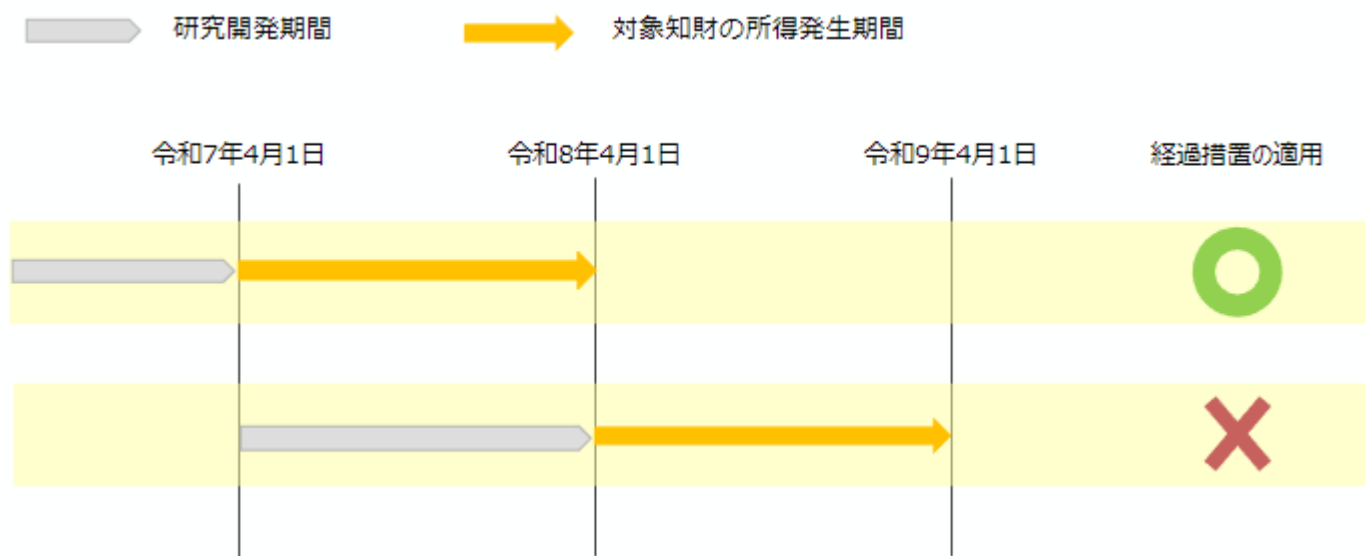 研究開発期間
対象知財の所得発生期間
令和7年4月1日
令和8年4月1日
令和9年4月1日
経過措置の適用